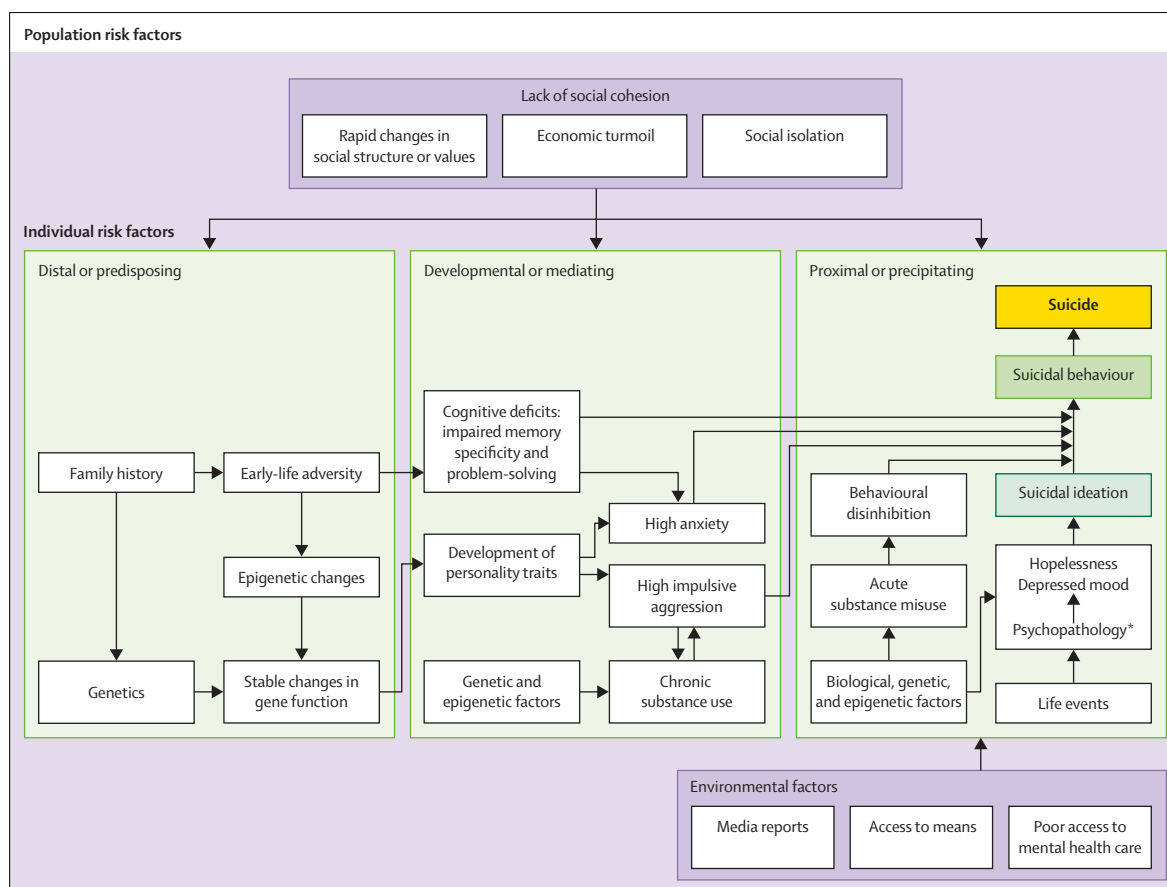 Population risk factors
Lack of social cohesion
Rapid changes in
social structure or values
Economic turmoil
Social isolation
Individual risk factors
Distal or predisposing
Family history
Early-life adversity
Epigenetic changes
Genetics
Stable changes in
gene function
Developmental or mediating
Cognitive deficits:
impaired memory
specificity and
problem-solving
High anxiety
Development of
personality traits
High impulsive
aggression
Genetic and
epigenetic factors
Chronic
substance use
Proximal or precipitating
Suicide
Suicidal behaviour
Suicidal ideation
Behavioural
disinhibition
Hopelessness
Depressed mood
Psychopathology*
Acute
substance misuse
Biological, genetic,
and epigenetic factors
Life events
Environmental factors
Media reports
Access to means
Poor access to
mental health care